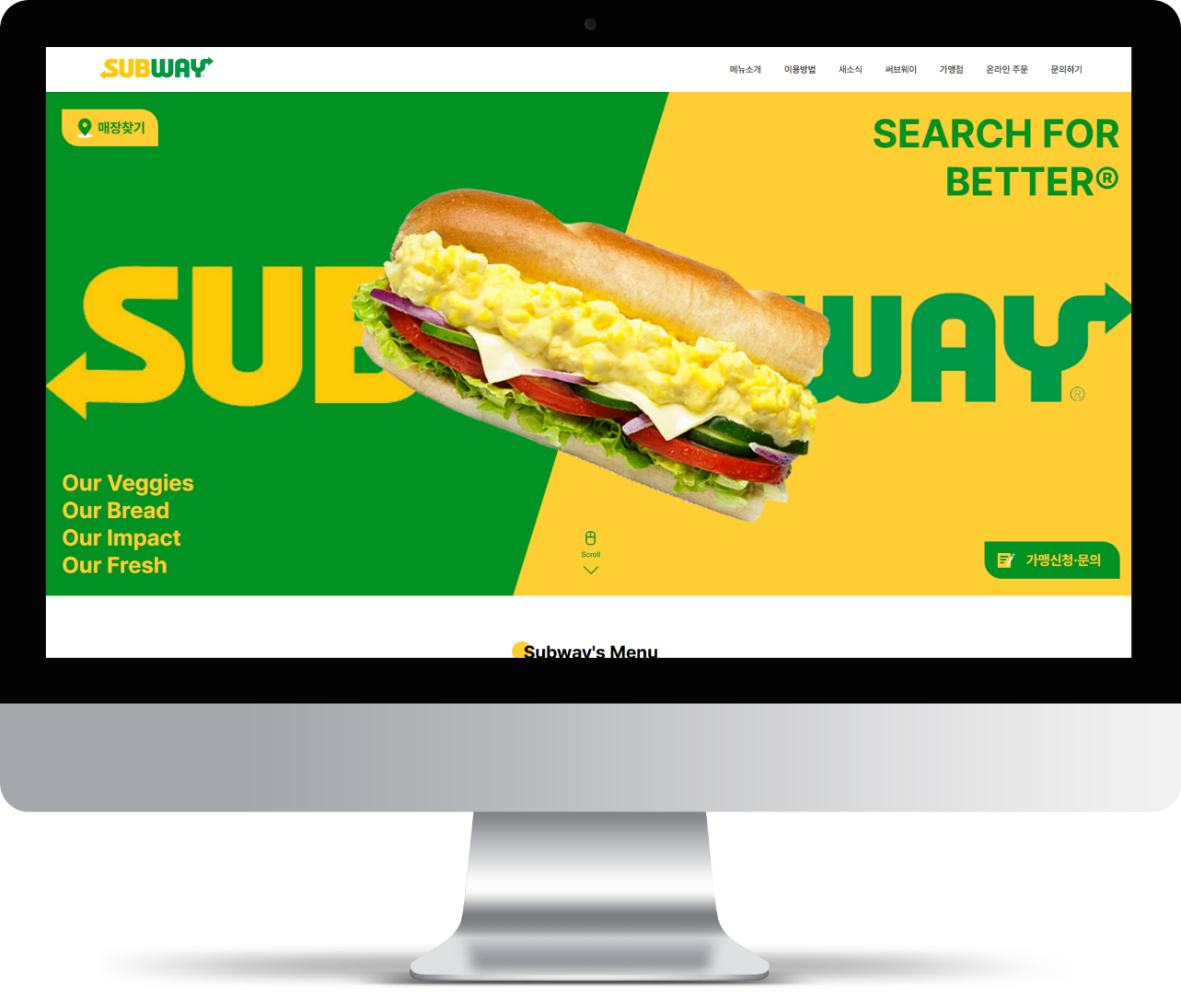 SUBWAY
메뉴소개 이용방법 새소식 써브웨이 가맹점 온라인 주문 문의하기
매장찾기
SEARCH FOR
BETTER®
SUB WAY®
Our Veggies
Our Bread
Our Impact
Our Fresh
Scroll
가맹신청·문의
Subway's Menu